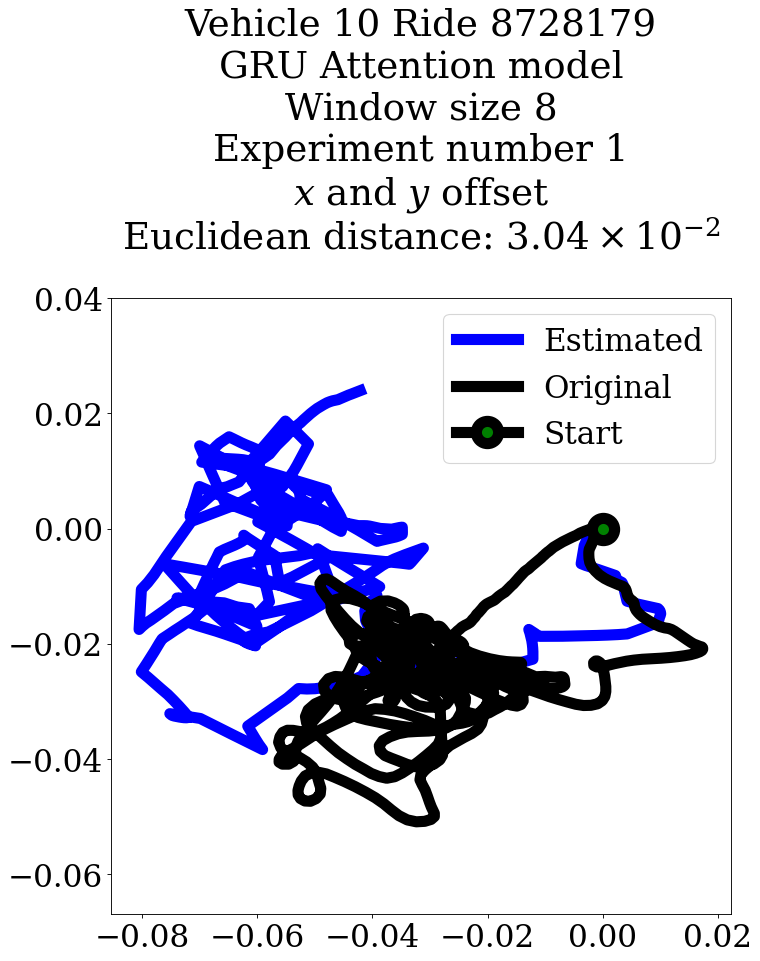 Vehicle 10 Ride 8728179
GRU Attention model
Window size 8
Experiment number 1
x and y offset
Euclidean distance: 3.04 × 10⁻²
0.04
0.02
0.00
−0.02
−0.04
−0.06
Estimated
Original
Start
−0.08
−0.06
−0.04
−0.02
0.00
0.02